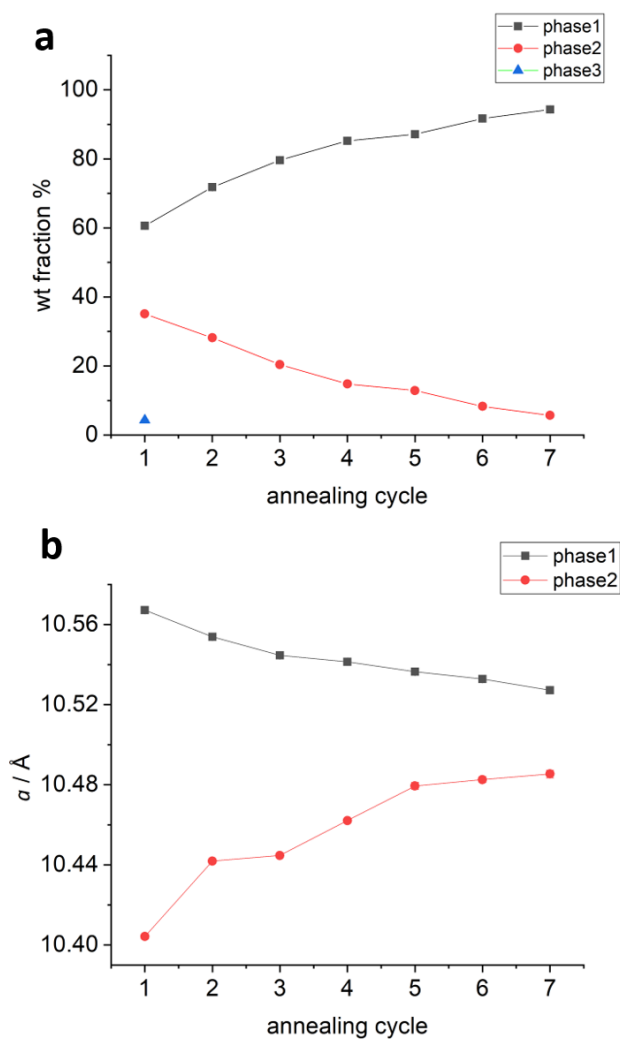 a
phase1
phase2
phase3
100
80
60
40
20
0
wt fraction %
1 2 3 4 5 6 7
annealing cycle
b
phase1
phase2
10.56
10.52
10.48
10.44
10.40
a / Å
1 2 3 4 5 6 7
annealing cycle